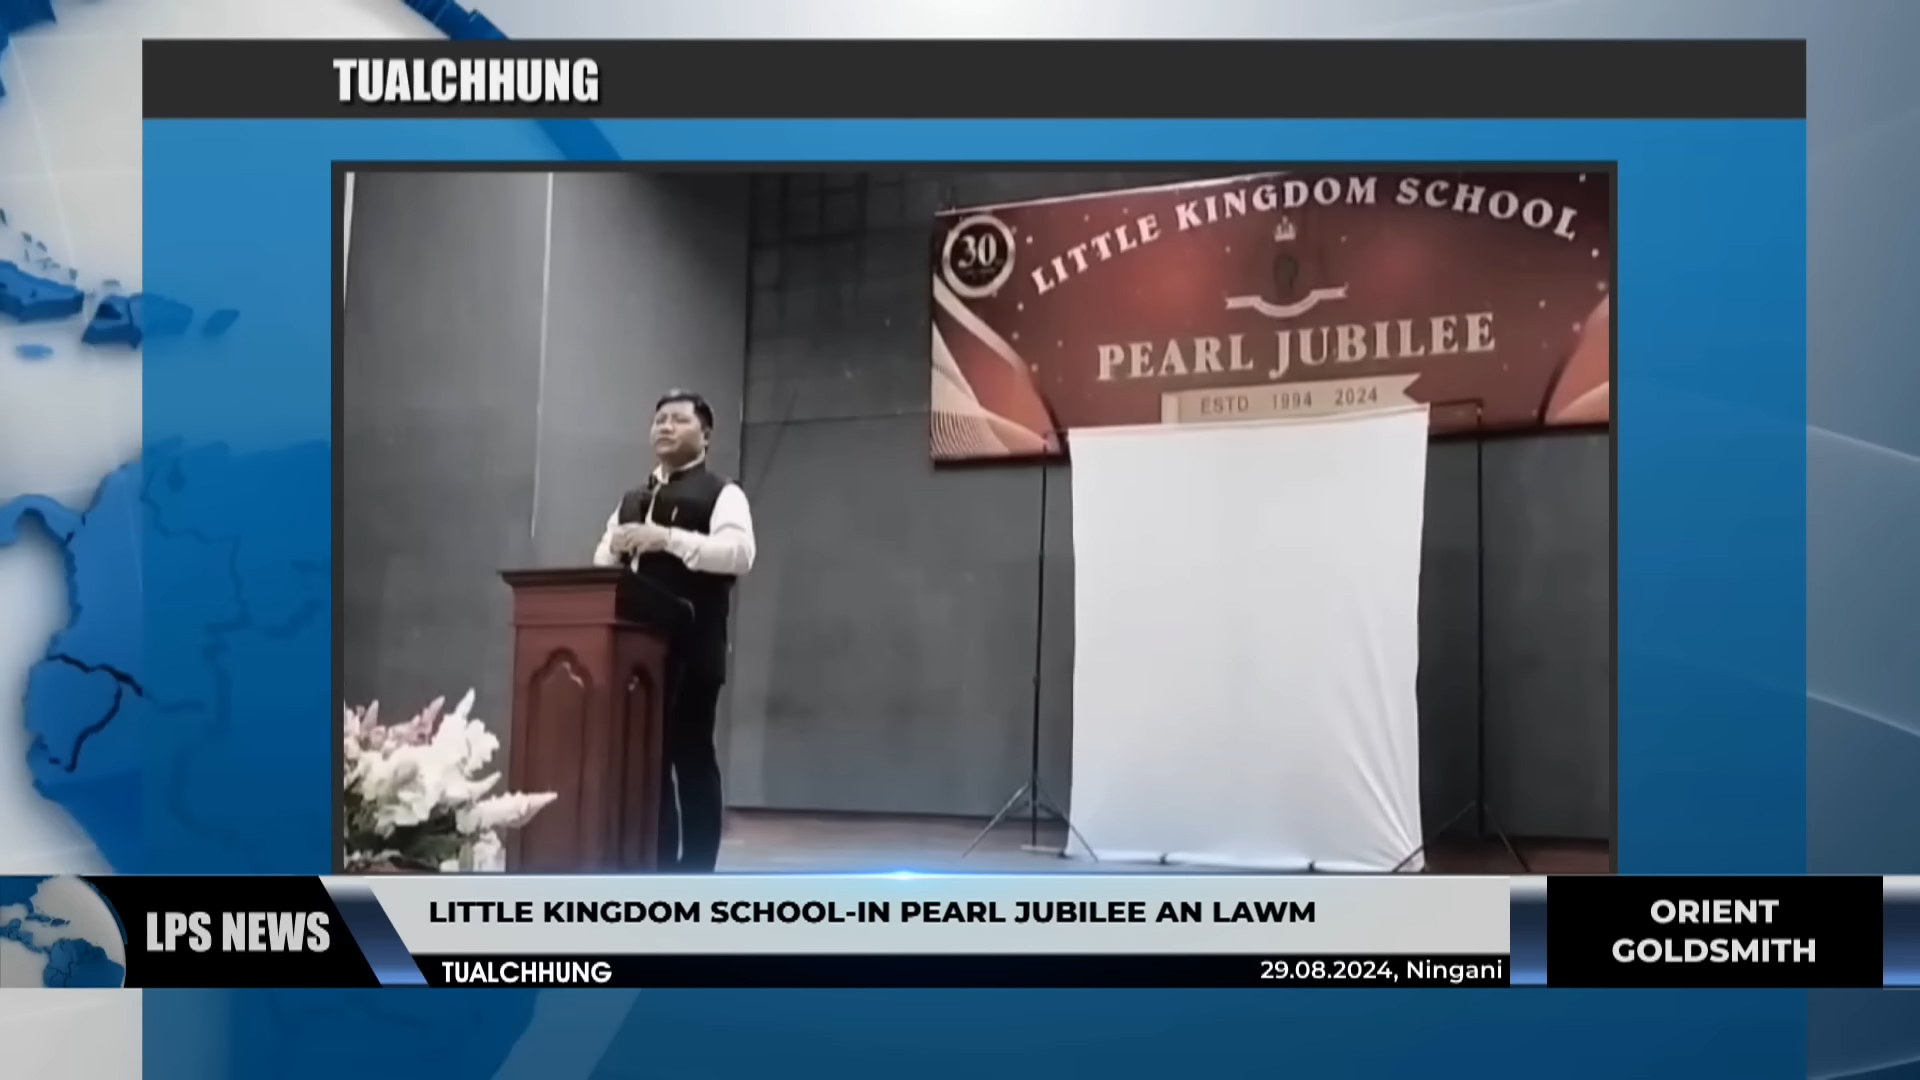 TUALCHHUNG
30
LITTLE KINGDOM SCHOOL
PEARL JUBILEE
ESTD 1994 2024
LPS NEWS
LITTLE KINGDOM SCHOOL-IN PEARL JUBILEE AN LAWM
TUALCHHUNG
29.08.2024, Ningani
ORIENT
GOLDSMITH